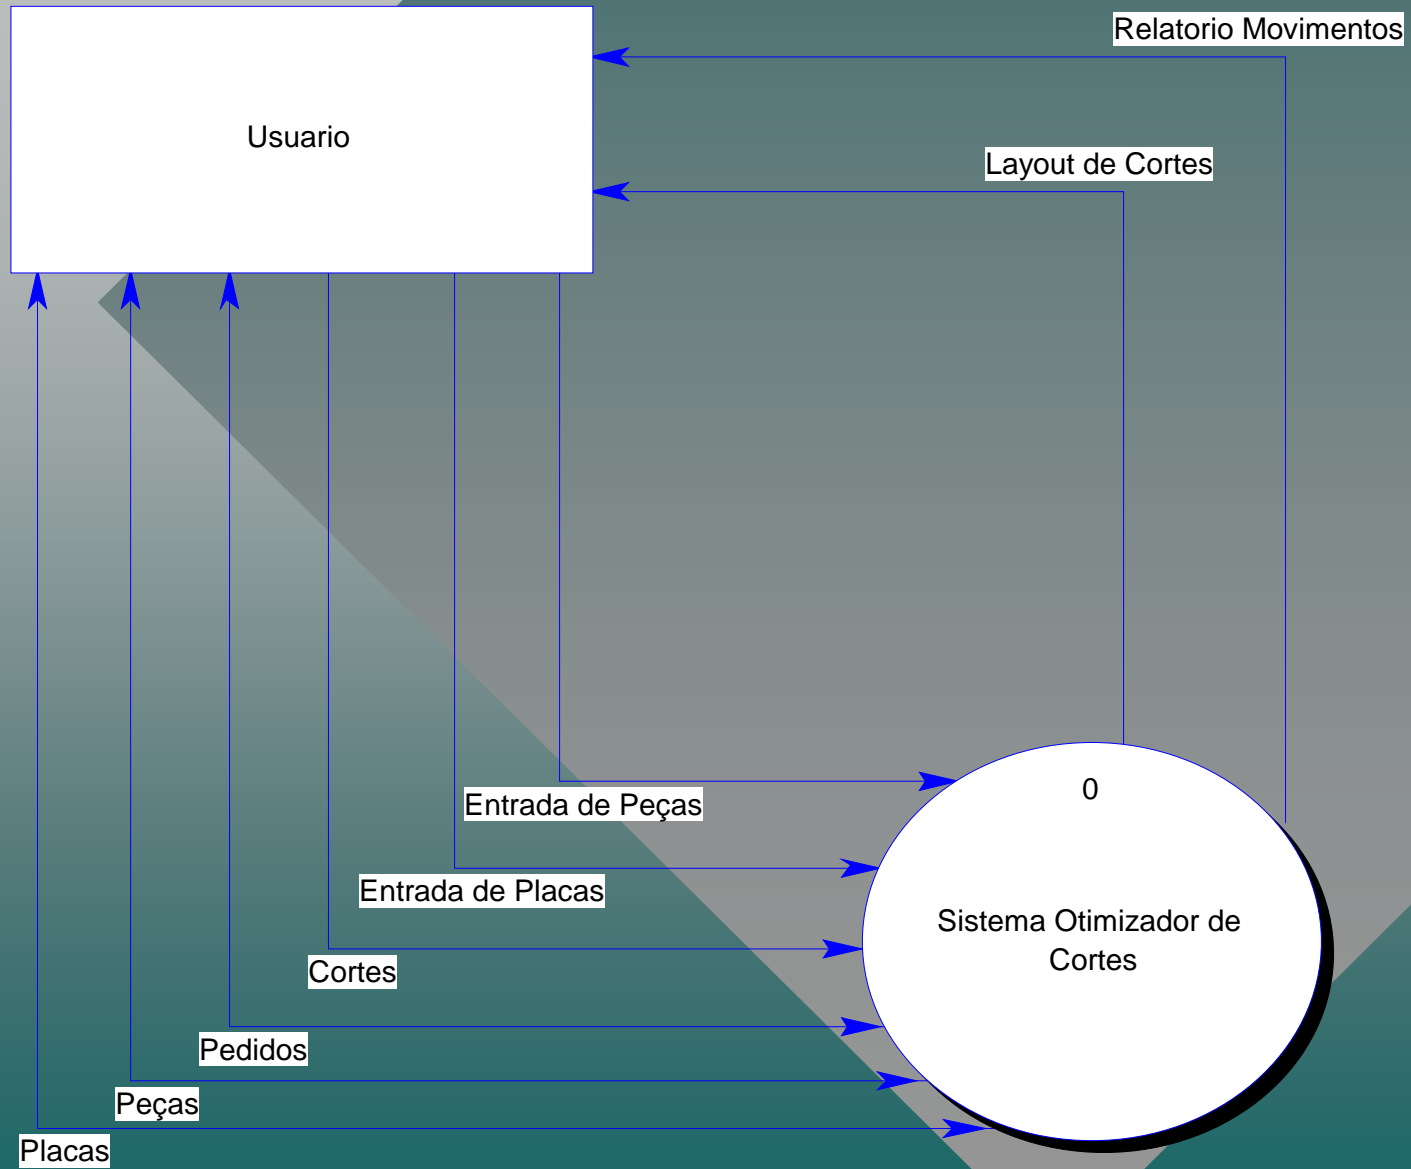 Relatorio Movimentos
Usuario
Layout de Cortes
0
Entrada de Peças
Entrada de Placas
Sistema Otimizador de
Cortes
Cortes
Pedidos
Peças
Placas